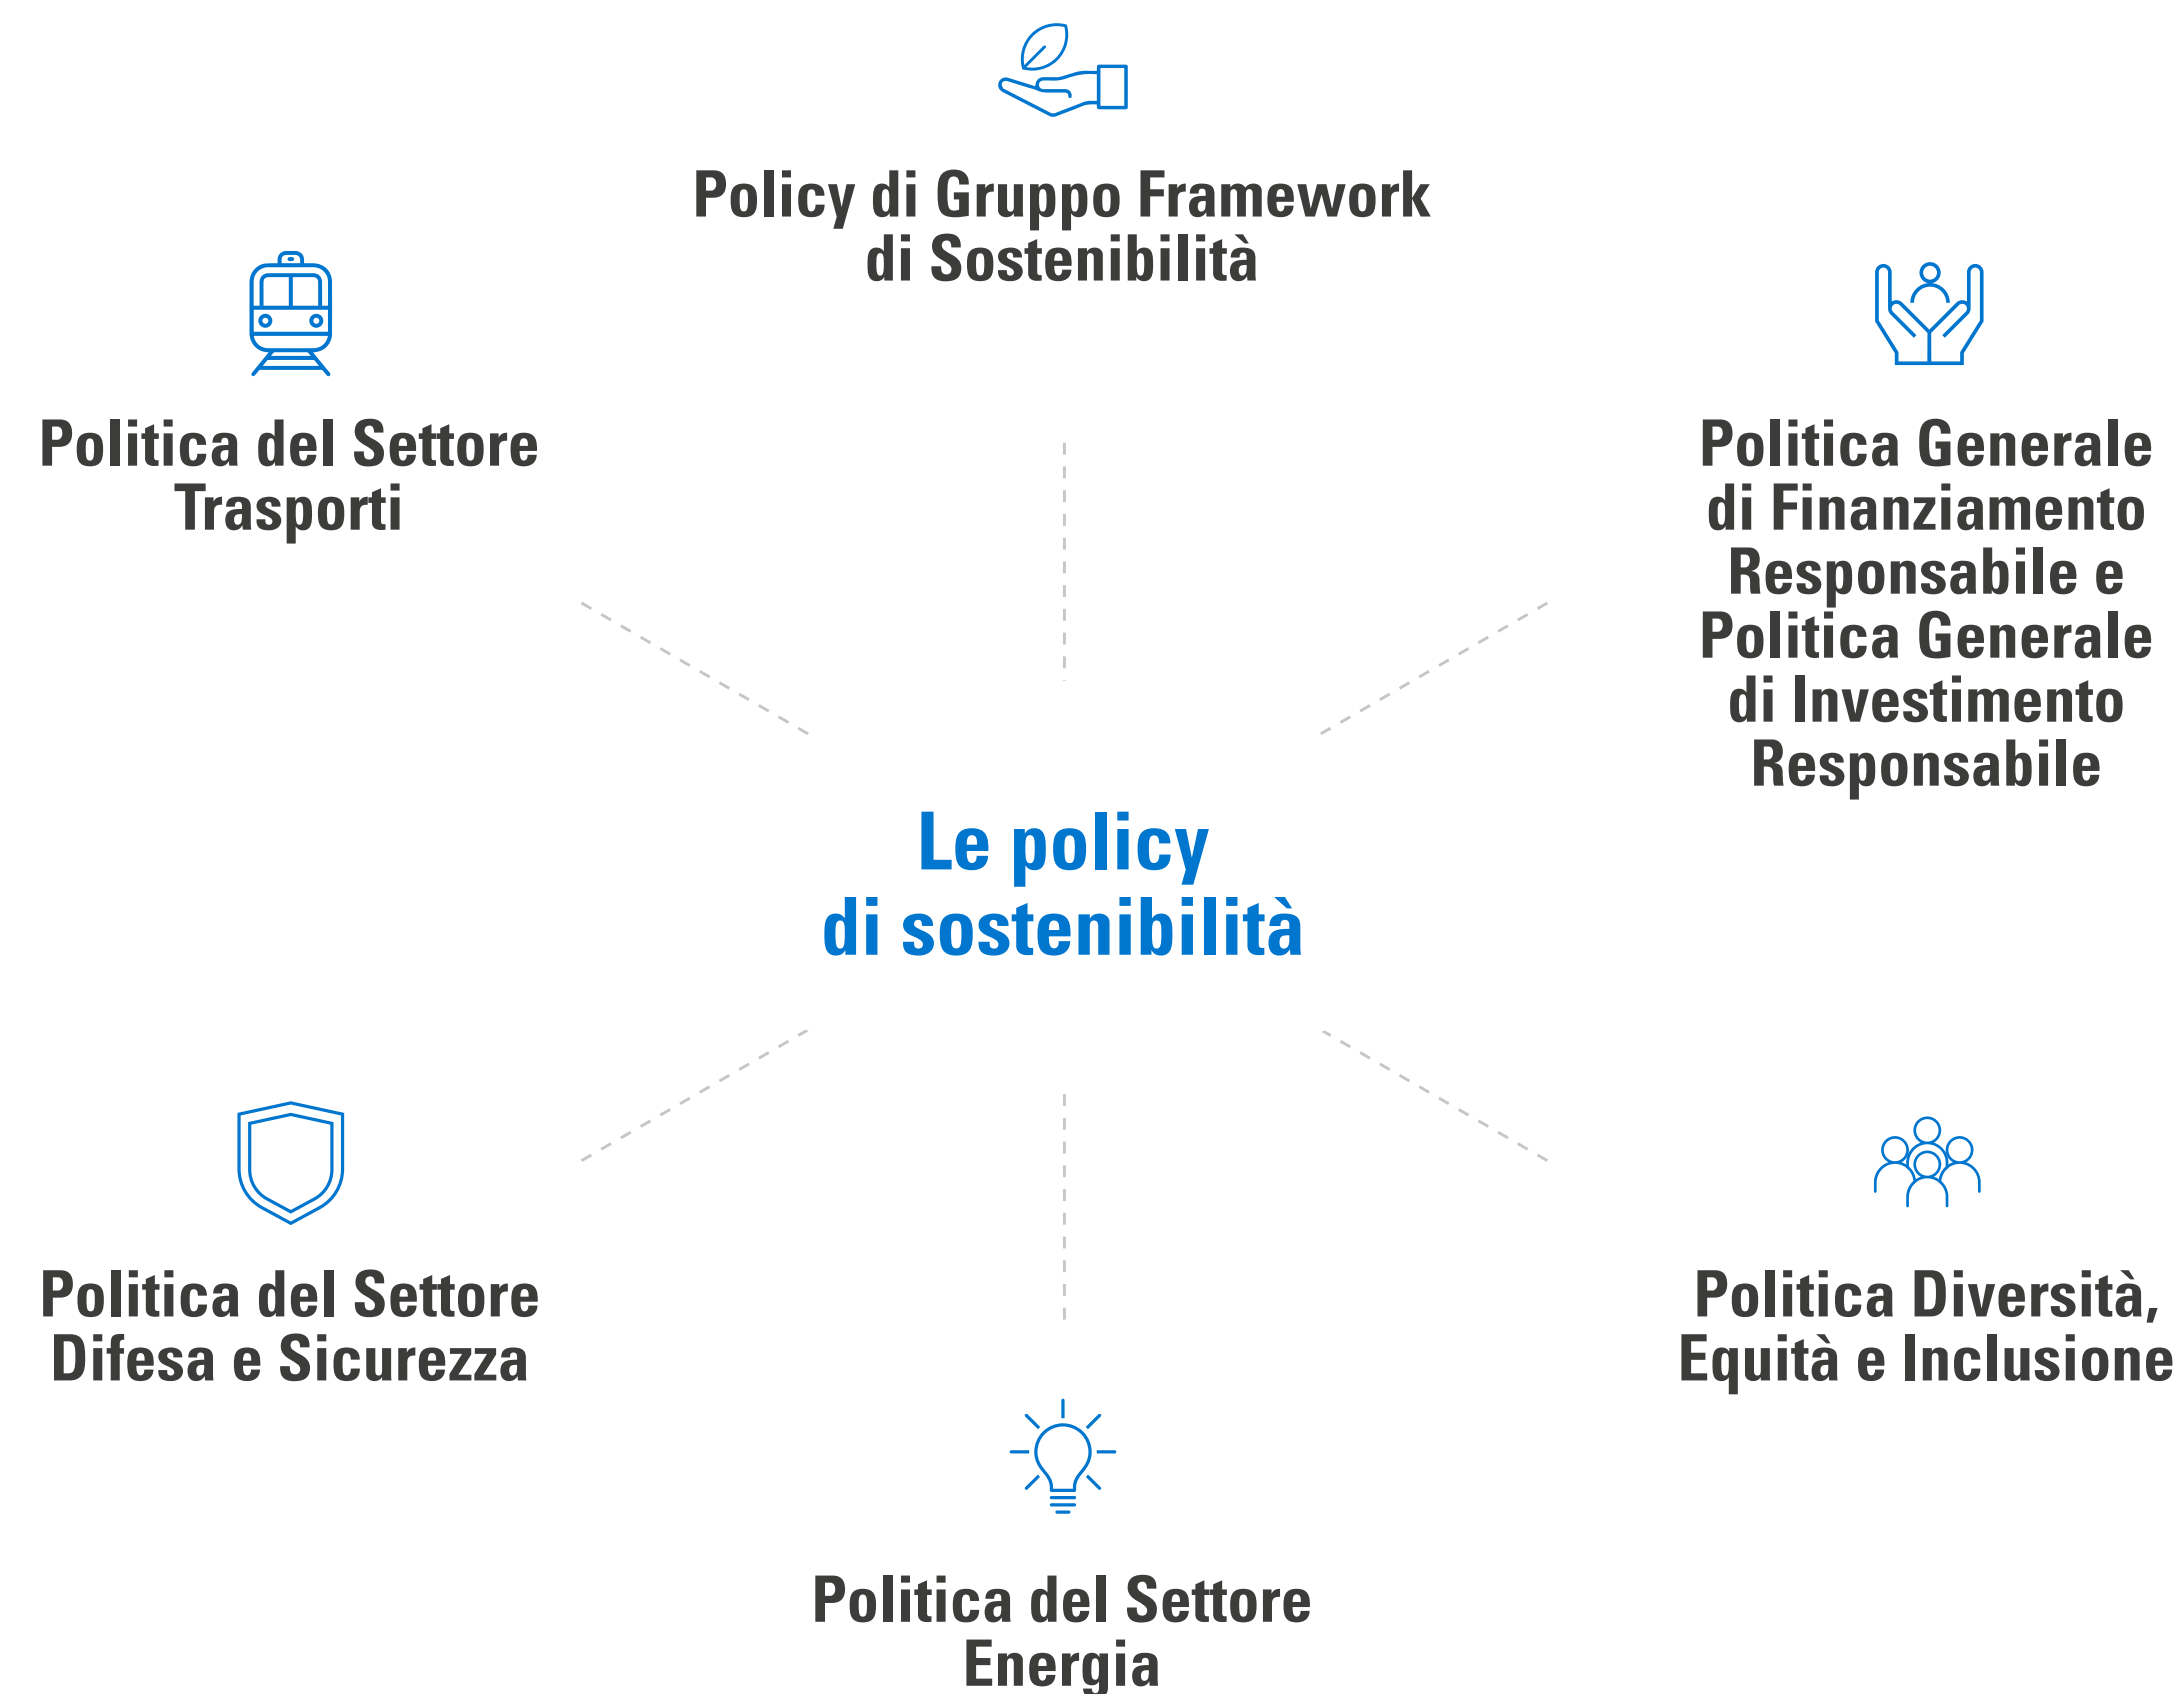 Policy di Gruppo Framework
di Sostenibilità
Politica del Settore
Trasporti
Politica Generale
di Finanziamento
Responsabile e
Politica Generale
di Investimento
Responsabile
Le policy
di sostenibilità
Politica del Settore
Difesa e Sicurezza
Politica Diversità,
Equità e Inclusione
Politica del Settore
Energia